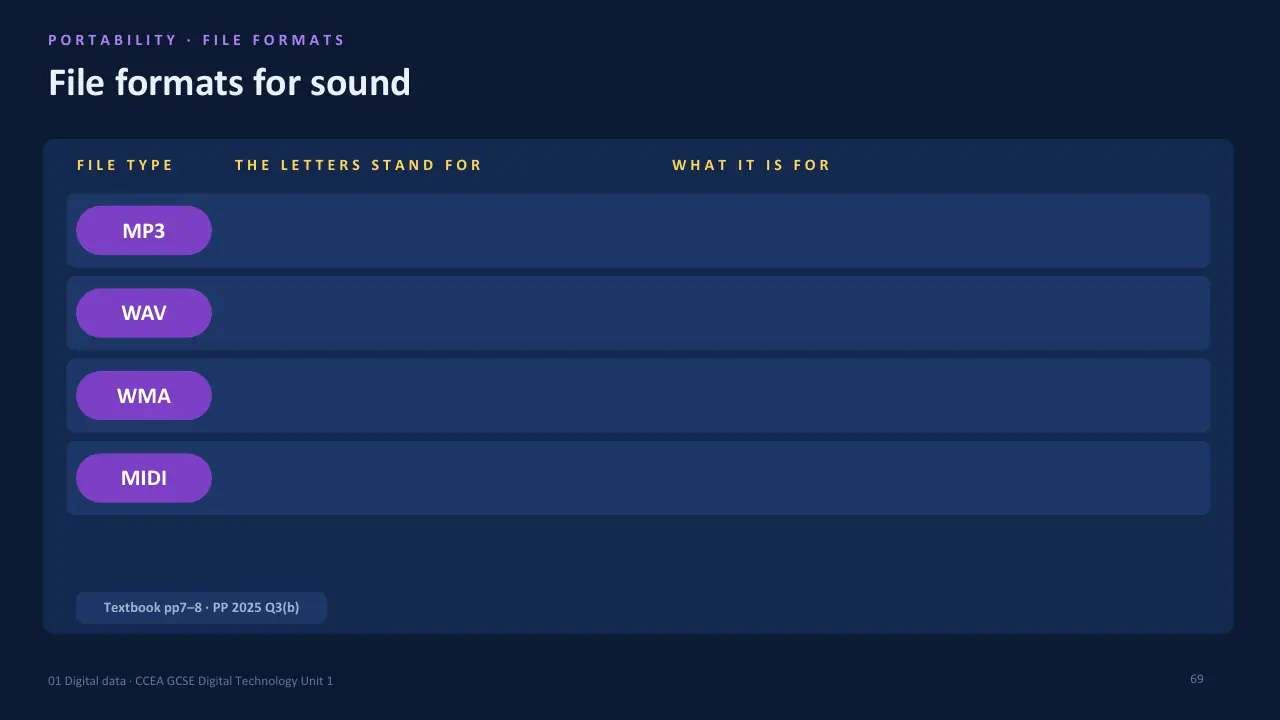 PORTABILITY · FILE FORMATS
File formats for sound
FILE TYPE THE LETTERS STAND FOR WHAT IT IS FOR
MP3
WAV
WMA
MIDI
Textbook pp7–8 · PP 2025 Q3(b)
01 Digital data · CCEA GCSE Digital Technology Unit 1
69